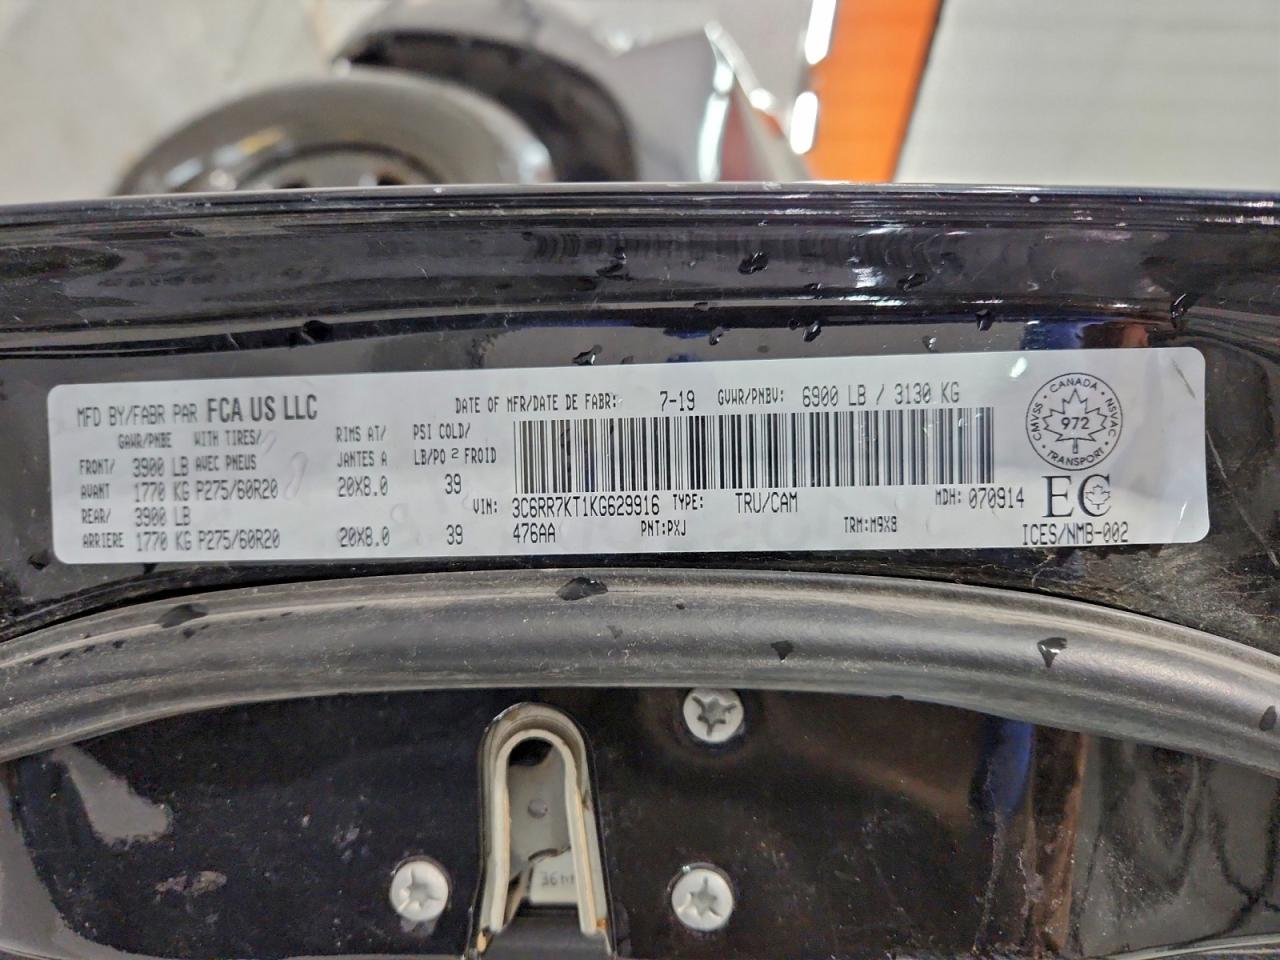 MFD BY/FABR PAR FCA US LLC DATE OF MFR/DATE DE FABR: 7-19 GVWR/PNBV: 6900 LB / 3130 KG
GAWR/PNBE WITH TIRES/ RIMS AT/ PSI COLD/
FRONT/ 3900 LB AVEC PNEUS JANTES A LB/PO 2 FROID
AVANT 1770 KG P275/60R20 20X8.0 39
REAR/ 3900 LB VIN: 3C6RR7KT1KG629916 TYPE: TRU/CAM MDH: 070914
ARRIERE 1770 KG P275/60R20 20X8.0 39 476AA PNT:PXJ TRM:M9X9 ICES/NMB-002
CMVSS CANADA NSVAC
972
TRANSPORT
EC